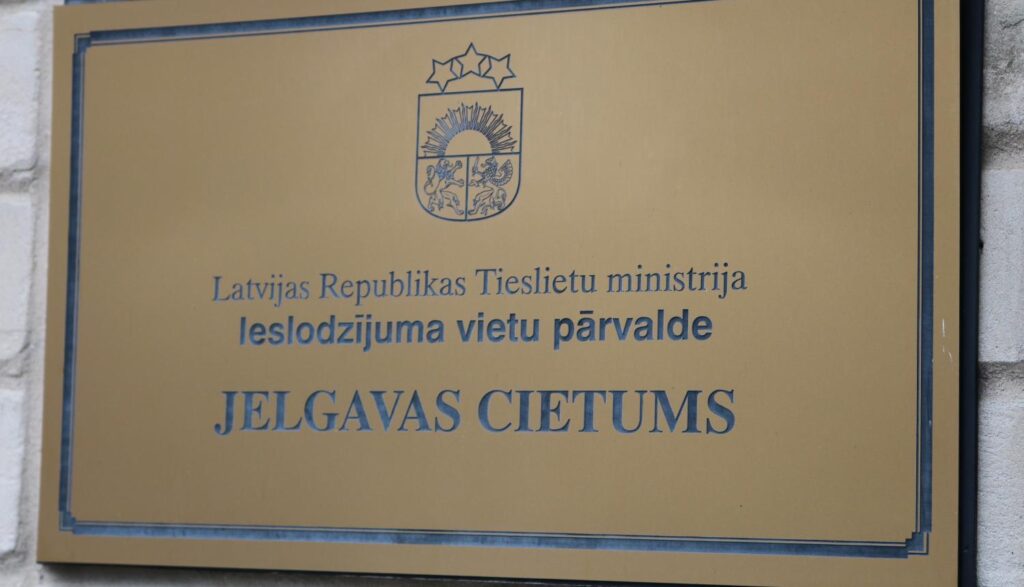 Latvijas Republikas Tieslietu ministrija
Ieslodzījuma vietu pārvalde
JELGAVAS CIETUMS